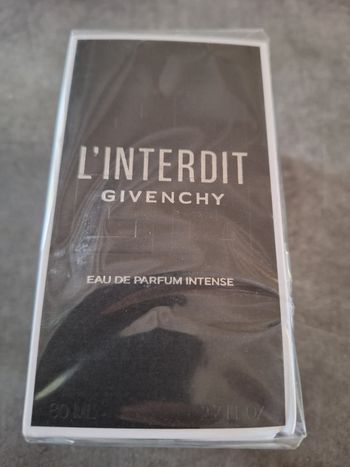 L'INTERDIT
GIVENCHY
EAU DE PARFUM INTENSE
80 ML 2.7 FL OZ